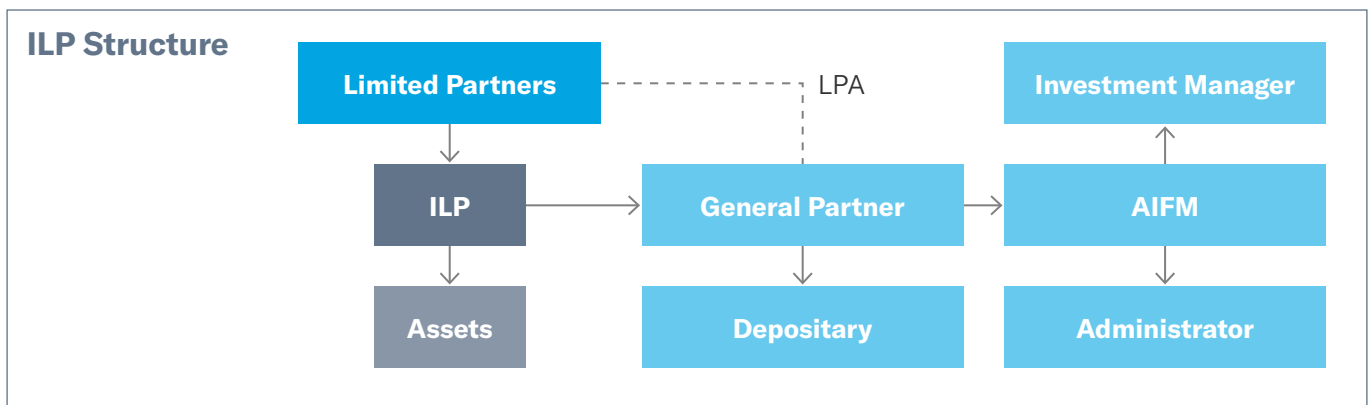 ILP Structure
Limited Partners
LPA
Investment Manager
ILP
General Partner
AIFM
Assets
Depositary
Administrator